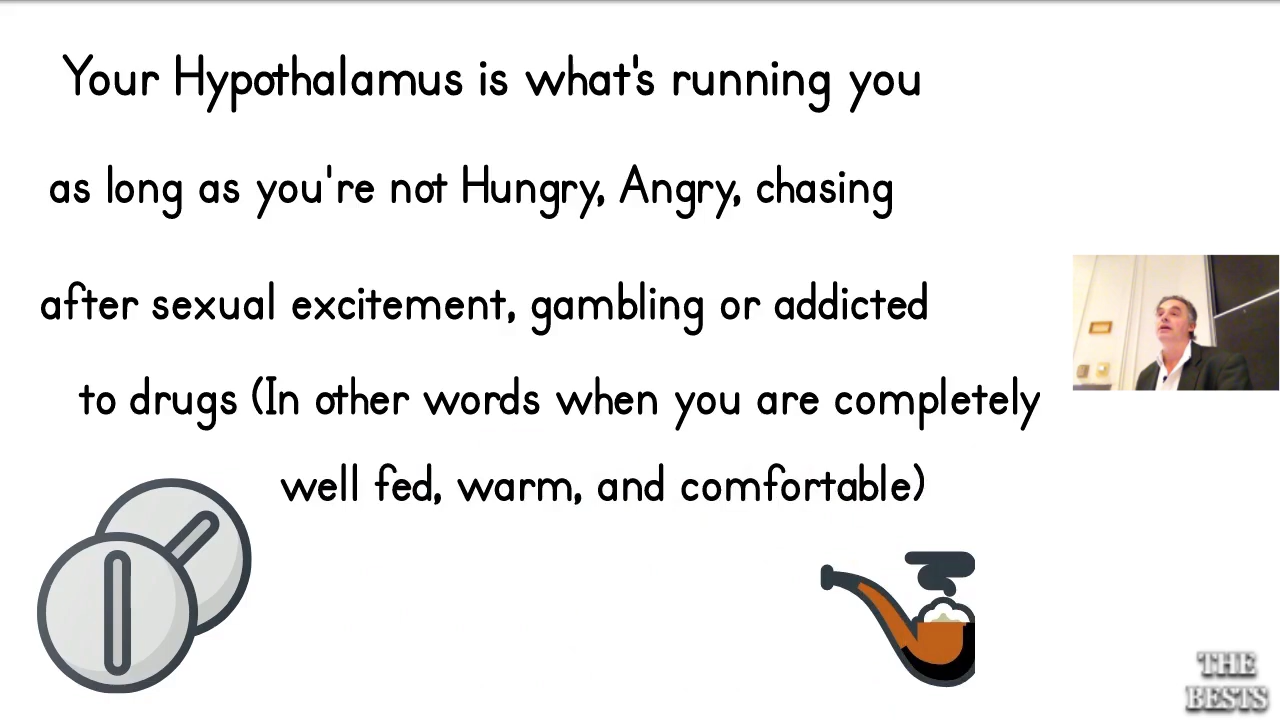 Your Hypothalamus is what's running you
as long as you're not Hungry, Angry, chasing
after sexual excitement, gambling or addicted
to drugs (In other words when you are completely
well fed, warm, and comfortable)
THE
BESTS